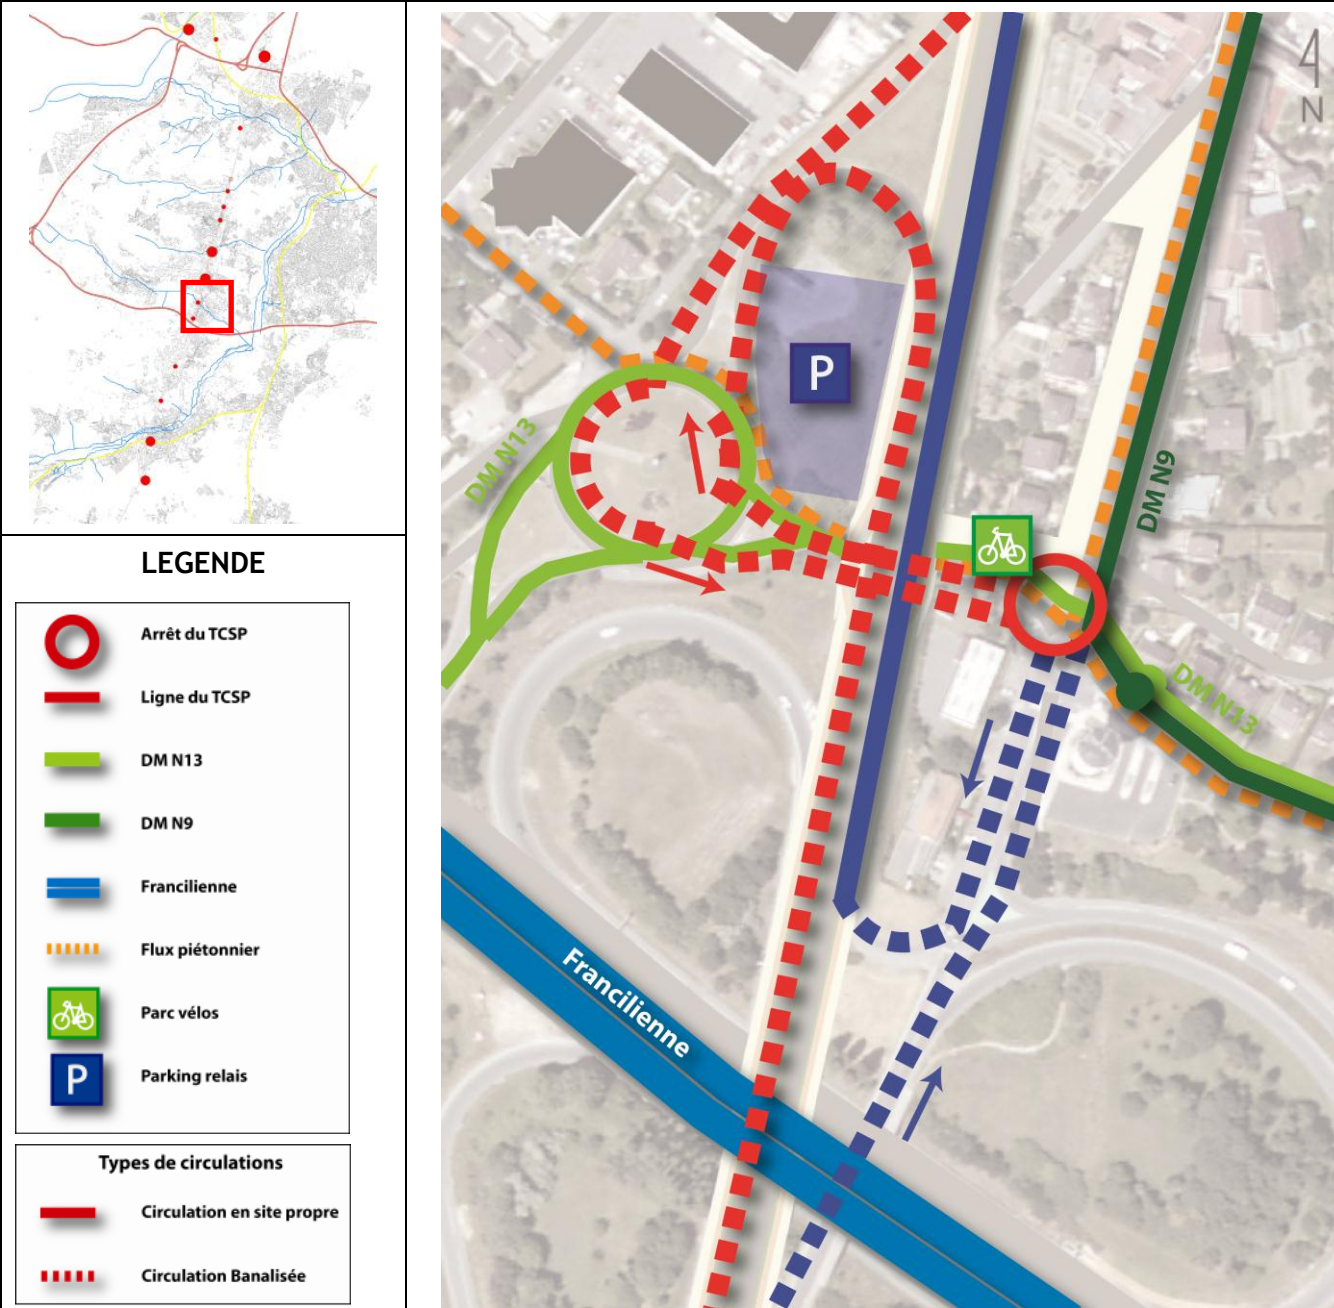 LEGENDE
Arrêt du TCSP
Ligne du TCSP
DM N13
DM N9
Francilienne
Flux piétonnier
Parc vélos
P
Parking relais
Types de circulations
Circulation en site propre
Circulation Banalisée
N
P
DM N13
DM N9
DM N13
Francilienne